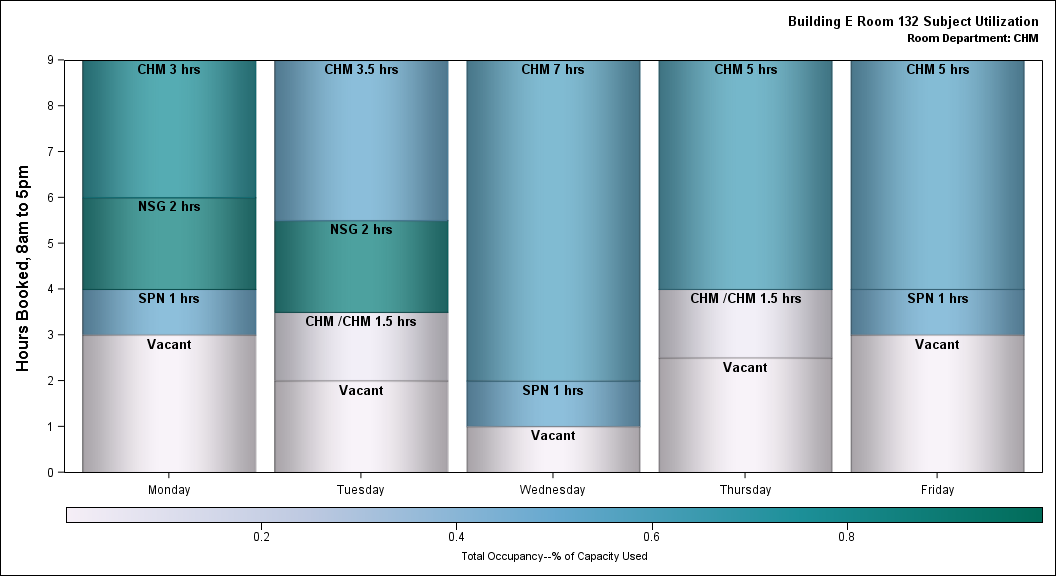 Building E Room 132 Subject Utilization
Room Department: CHM
Hours Booked, 8am to 5pm
9
8
7
6
5
4
3
2
1
0
CHM 3 hrs
NSG 2 hrs
SPN 1 hrs
Vacant
CHM 3.5 hrs
NSG 2 hrs
CHM /CHM 1.5 hrs
Vacant
CHM 7 hrs
SPN 1 hrs
Vacant
CHM 5 hrs
CHM /CHM 1.5 hrs
Vacant
CHM 5 hrs
SPN 1 hrs
Vacant
Monday Tuesday Wednesday Thursday Friday
0.2 0.4 0.6 0.8
Total Occupancy--% of Capacity Used